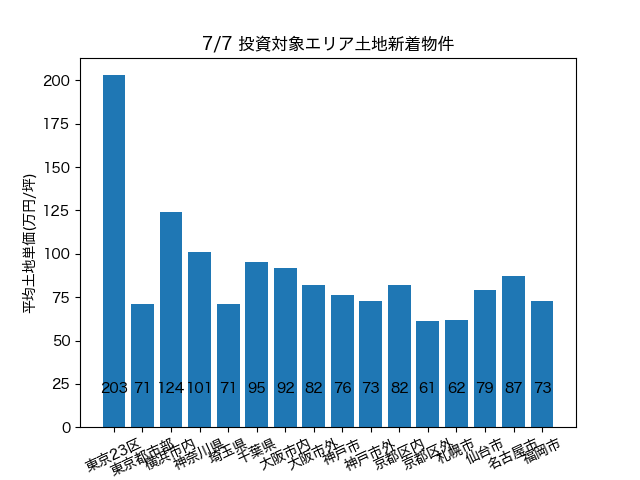 7/7 投資対象エリア土地新着物件
平均土地単価(万円/坪)
200
175
150
125
100
75
50
25
0
203 71 124 101 71 95 92 82 76 73 82 61 62 79 87 73
東京23区
東京都市部
横浜市内
神奈川県
埼玉県
千葉県
大阪市内
大阪市外
神戸市
神戸市外
京都区内
京都区外
札幌市
仙台市
名古屋市
福岡市